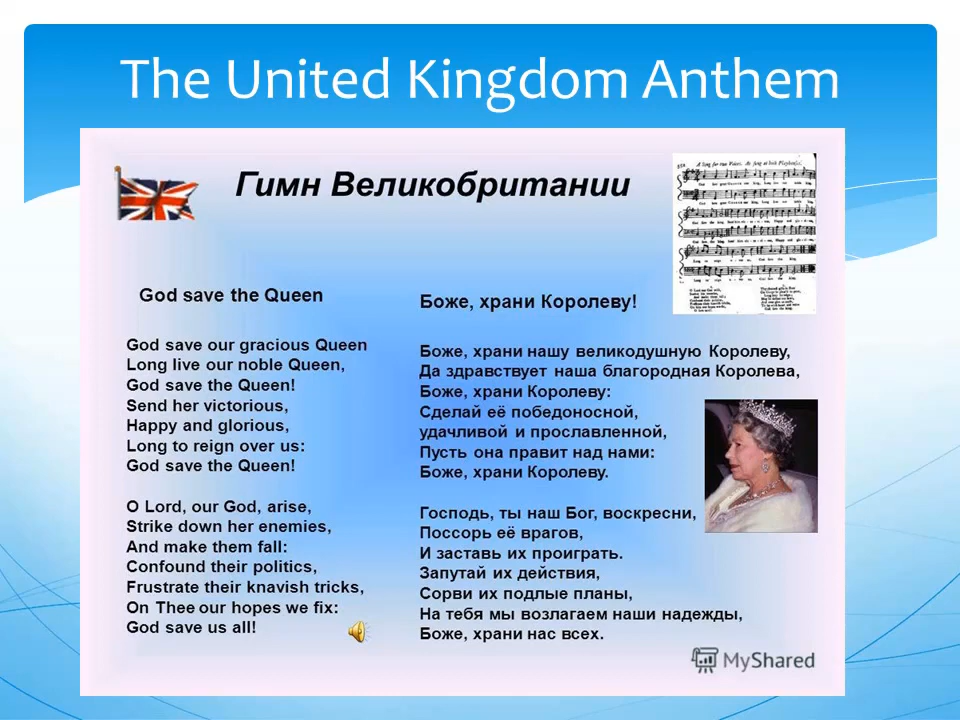 The United Kingdom Anthem
Гимн Великобритании
God save the Queen
God save our gracious Queen
Long live our noble Queen,
God save the Queen!
Send her victorious,
Happy and glorious,
Long to reign over us:
God save the Queen!
O Lord, our God, arise,
Strike down her enemies,
And make them fall:
Confound their politics,
Frustrate their knavish tricks,
On Thee our hopes we fix:
God save us all!
Боже, храни Королеву!
Боже, храни нашу великодушную Королеву,
Да здравствует наша благородная Королева,
Боже, храни Королеву:
Сделай её победоносной,
удачливой и прославленной,
Пусть она правит над нами:
Боже, храни Королеву.
Господь, ты наш Бог, воскресни,
Поссорь её врагов,
И заставь их проиграть.
Запутай их действия,
Сорви их подлые планы,
На тебя мы возлагаем наши надежды,
Боже, храни нас всех.
MyShared